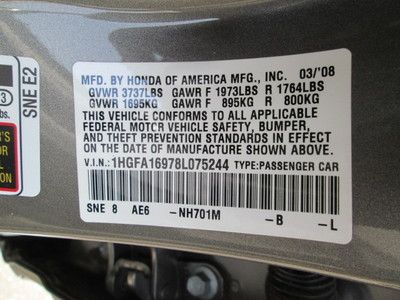 MFD. BY HONDA OF AMERICA MFG., INC. 03/'08
GVWR 3737LBS GAWR F 1973LBS R 1764LBS
GVWR 1695KG GAWR F 895KG R 800KG
THIS VEHICLE CONFORMS TO ALL APPLICABLE
FEDERAL MOTOR VEHICLE SAFETY, BUMPER,
AND THEFT PREVENTION STANDARDS IN EFFECT
ON THE DATE OF MANUFACTURE SHOWN ABOVE.
V.I.N.: 1HGFA16978L075244 TYPE: PASSENGER CAR
SNE 8 AE6 -NH701M -B -L
SNE E2
3
bs.